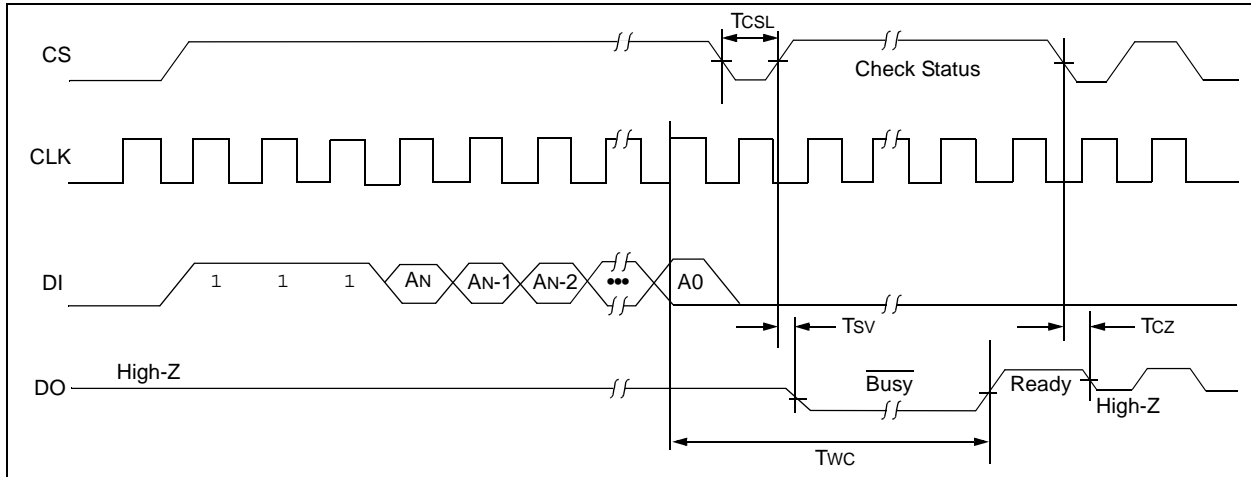 TCSL
CS
Check Status
CLK
DI
1 1 1 AN AN-1 AN-2 ••• A0
TSV
TCZ
DO
High-Z
Busy
Ready
High-Z
TWC